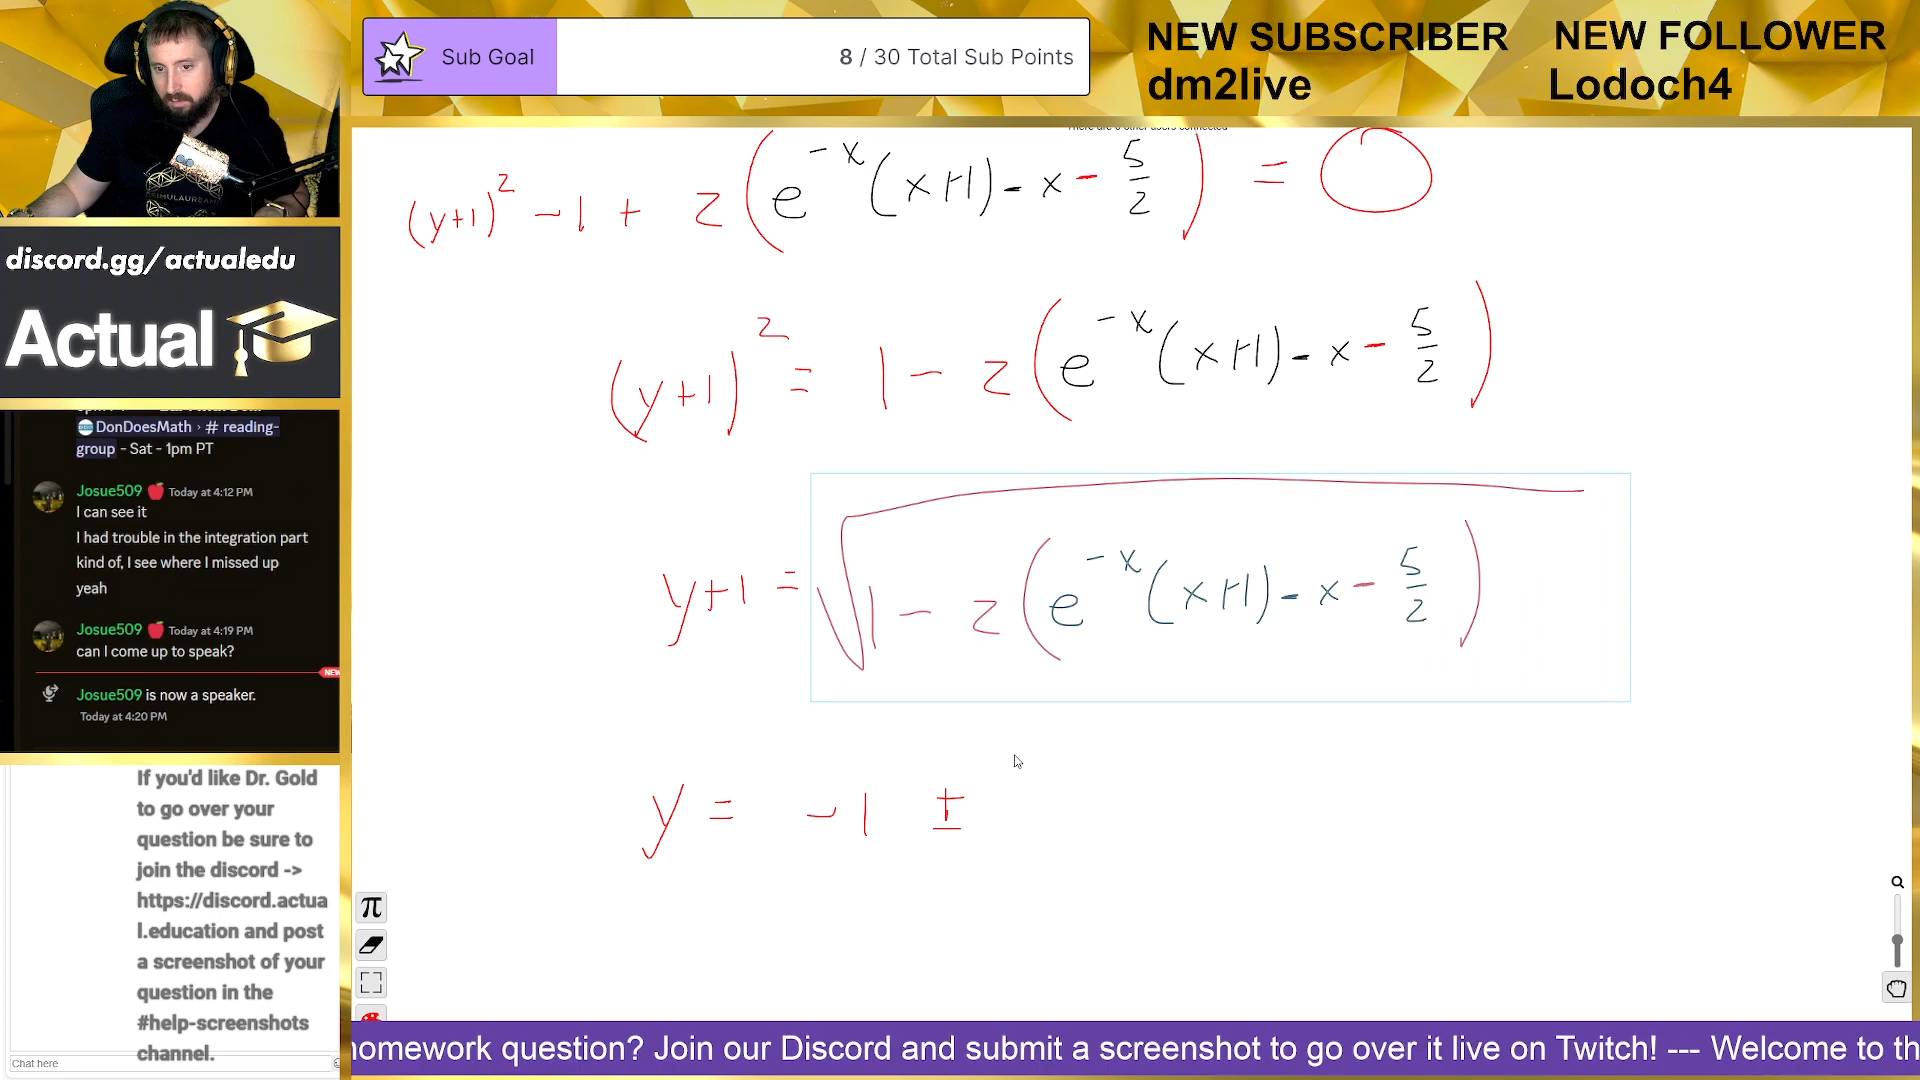 Sub Goal
8 / 30 Total Sub Points
NEW SUBSCRIBER
dm2live
NEW FOLLOWER
Lodoch4
(y+1)² - 1 + 2(e^-x (x+1) - x - 5/2) = 0
(y+1)² = 1 - 2(e^-x (x+1) - x - 5/2)
y+1 = √1 - 2(e^-x (x+1) - x - 5/2)
y = -1 ±
discord.gg/actualedu
Actual
DonDoesMath › # reading-
group - Sat - 1pm PT
Josue509 Today at 4:12 PM
I can see it
I had trouble in the integration part
kind of, I see where I missed up
yeah
Josue509 Today at 4:19 PM
can I come up to speak?
NEW
Josue509 is now a speaker.
Today at 4:20 PM
If you'd like Dr. Gold
to go over your
question be sure to
join the discord ->
https://discord.actua
l.education and post
a screenshot of your
question in the
#help-screenshots
channel.
Chat here
π
homework question? Join our Discord and submit a screenshot to go over it live on Twitch! --- Welcome to th